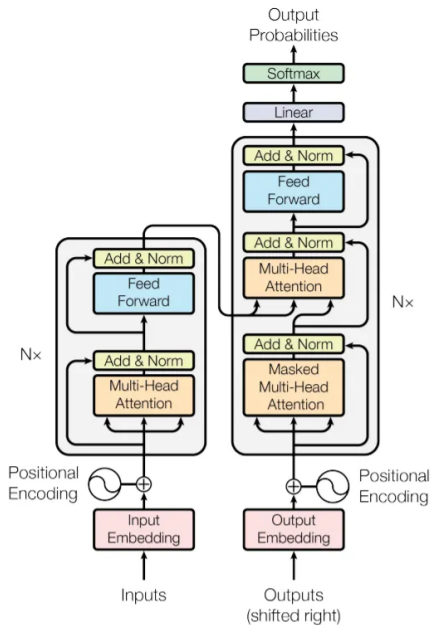 Output
Probabilities
Softmax
Linear
Add & Norm
Feed
Forward
Add & Norm
Multi-Head
Attention
Add & Norm
Masked
Multi-Head
Attention
Nx
Add & Norm
Feed
Forward
Add & Norm
Multi-Head
Attention
N×
Positional
Encoding
Positional
Encoding
Input
Embedding
Output
Embedding
Inputs
Outputs
(shifted right)